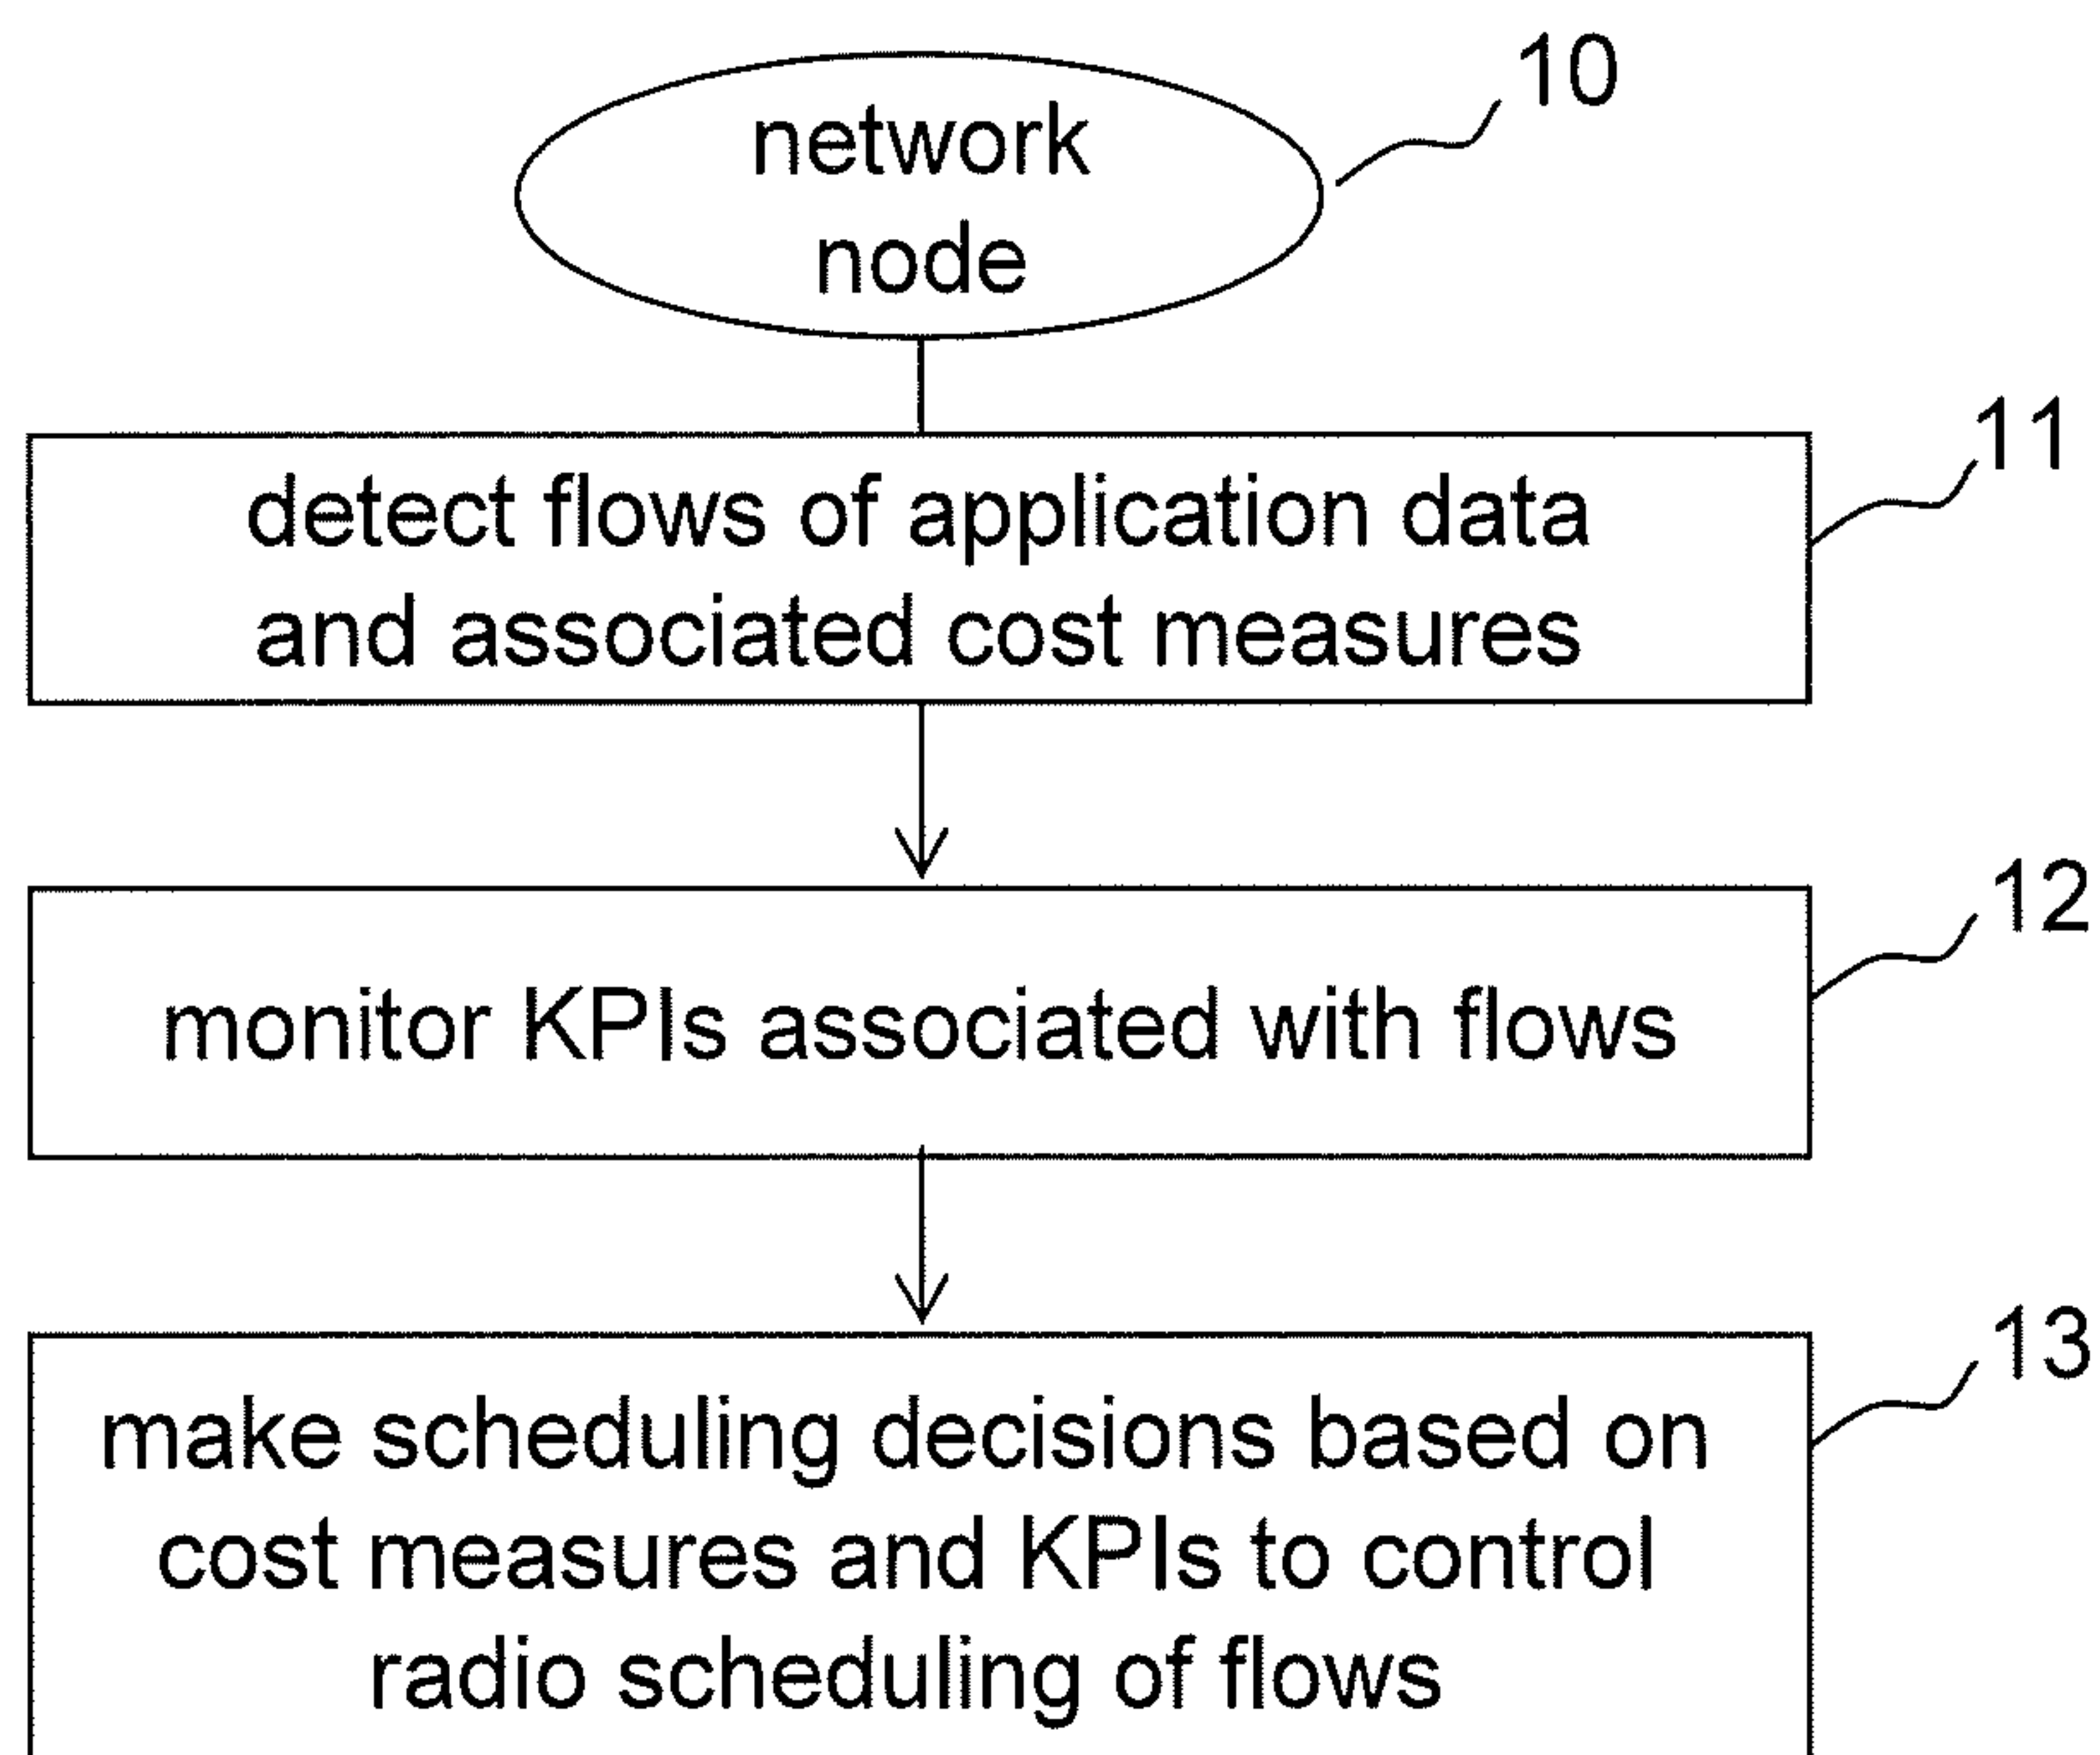 network
node
10
detect flows of application data
and associated cost measures
11
monitor KPIs associated with flows
12
make scheduling decisions based on
cost measures and KPIs to control
radio scheduling of flows
13